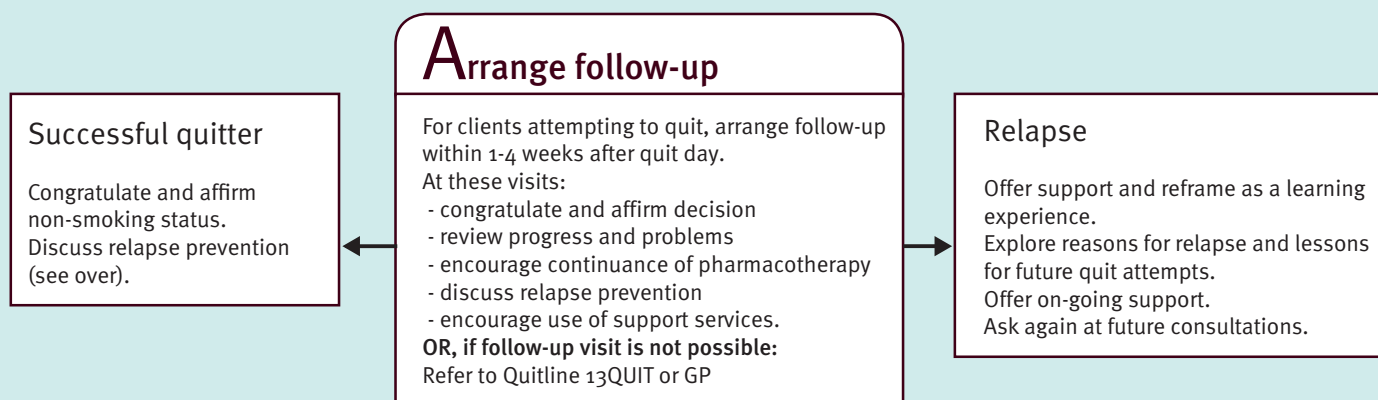 Successful quitter
Congratulate and affirm
non-smoking status.
Discuss relapse prevention
(see over).
Arrange follow-up
For clients attempting to quit, arrange follow-up
within 1-4 weeks after quit day.
At these visits:
- congratulate and affirm decision
- review progress and problems
- encourage continuance of pharmacotherapy
- discuss relapse prevention
- encourage use of support services.
OR, if follow-up visit is not possible:
Refer to Quitline 13QUIT or GP
Relapse
Offer support and reframe as a learning
experience.
Explore reasons for relapse and lessons
for future quit attempts.
Offer on-going support.
Ask again at future consultations.